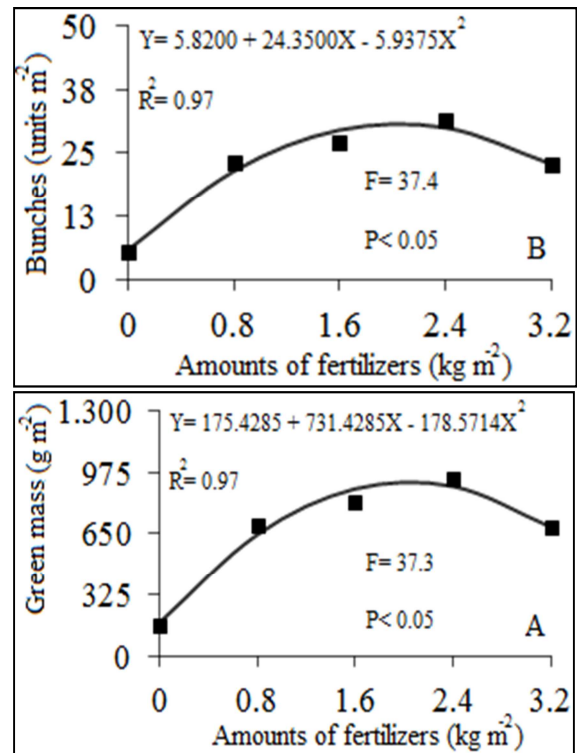 50
Y= 5.8200 + 24.3500X - 5.9375X²
38
R² = 0.97
25
F= 37.4
13
P< 0.05
B
0
0 0.8 1.6 2.4 3.2
Bunches (units m⁻²)
Amounts of fertilizers (kg m⁻²)
1.300
Y= 175.4285 + 731.4285X - 178.5714X²
975
R² = 0.97
650
F= 37.3
325
P< 0.05
A
0
0 0.8 1.6 2.4 3.2
Green mass (g m⁻²)
Amounts of fertilizers (kg m⁻²)